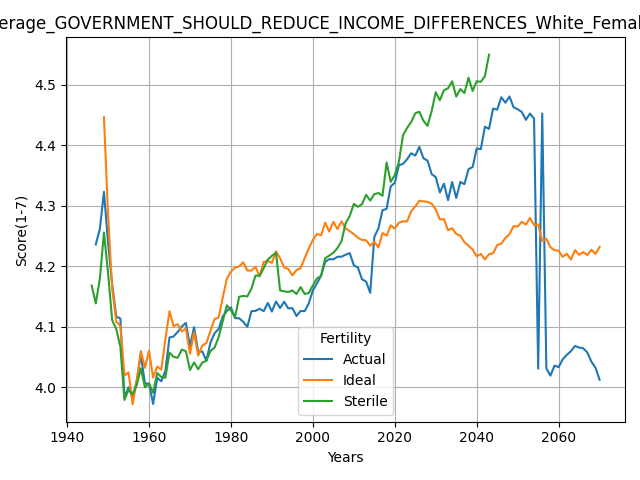 erage_GOVERNMENT_SHOULD_REDUCE_INCOME_DIFFERENCES_White_Fema
4.5
4.4
4.3
4.2
4.1
4.0
Score(1-7)
Fertility
Actual
Ideal
Sterile
1940 1960 1980 2000 2020 2040 2060
Years